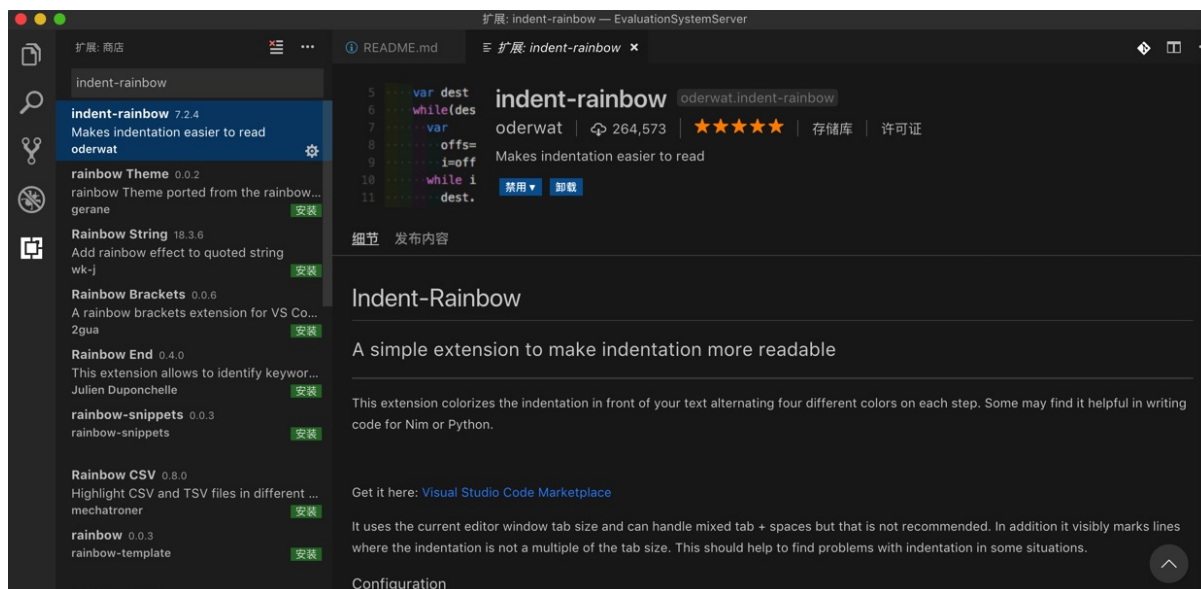 扩展: indent-rainbow — EvaluationSystemServer
扩展: 商店
README.md
扩展: indent-rainbow
indent-rainbow
indent-rainbow 7.2.4
Makes indentation easier to read
oderwat
rainbow Theme 0.0.2
rainbow Theme ported from the rainbow...
gerane 安装
Rainbow String 18.3.6
Add rainbow effect to quoted string
wk-j 安装
Rainbow Brackets 0.0.6
A rainbow brackets extension for VS Co...
2gua 安装
Rainbow End 0.4.0
This extension allows to identify keywor...
Julien Duponchelle 安装
rainbow-snippets 0.0.3
rainbow-snippets 安装
Rainbow CSV 0.8.0
Highlight CSV and TSV files in different ...
mechatroner 安装
rainbow 0.0.3
rainbow-template 安装
5 var dest
6 while(des
7 var
8 offs=
9 i=off
10 while i
11 dest.
indent-rainbow oderwat.indent-rainbow
oderwat 264,573 存储库 许可证
Makes indentation easier to read
禁用 卸载
细节 发布内容
Indent-Rainbow
A simple extension to make indentation more readable
This extension colorizes the indentation in front of your text alternating four different colors on each step. Some may find it helpful in writing
code for Nim or Python.
Get it here: Visual Studio Code Marketplace
It uses the current editor window tab size and can handle mixed tab + spaces but that is not recommended. In addition it visibly marks lines
where the indentation is not a multiple of the tab size. This should help to find problems with indentation in some situations.
Configuration